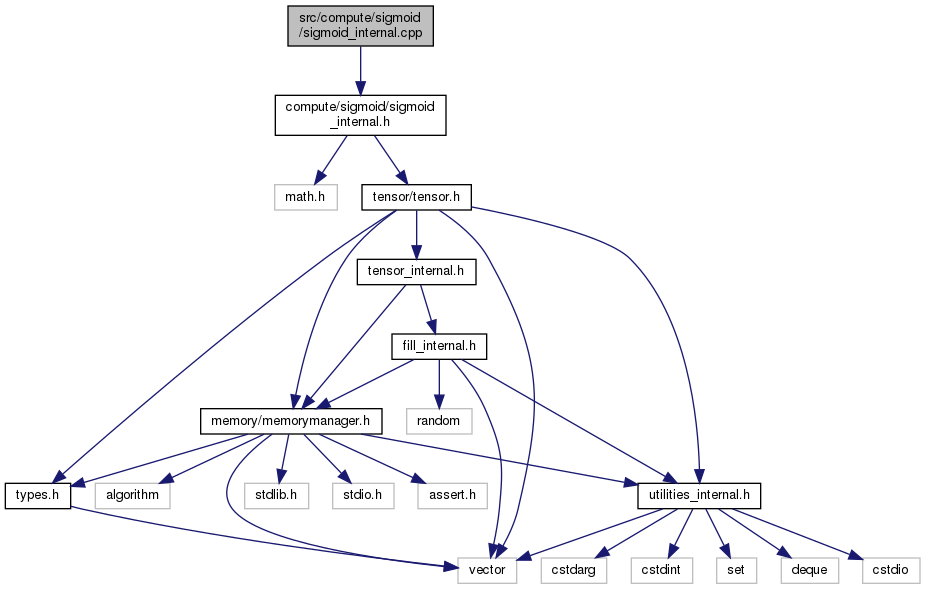 src/compute/sigmoid
/sigmoid_internal.cpp
compute/sigmoid/sigmoid
_internal.h
math.h
tensor/tensor.h
tensor_internal.h
fill_internal.h
memory/memorymanager.h
random
types.h
algorithm
stdlib.h
stdio.h
assert.h
utilities_internal.h
vector
cstdarg
cstdint
set
deque
cstdio